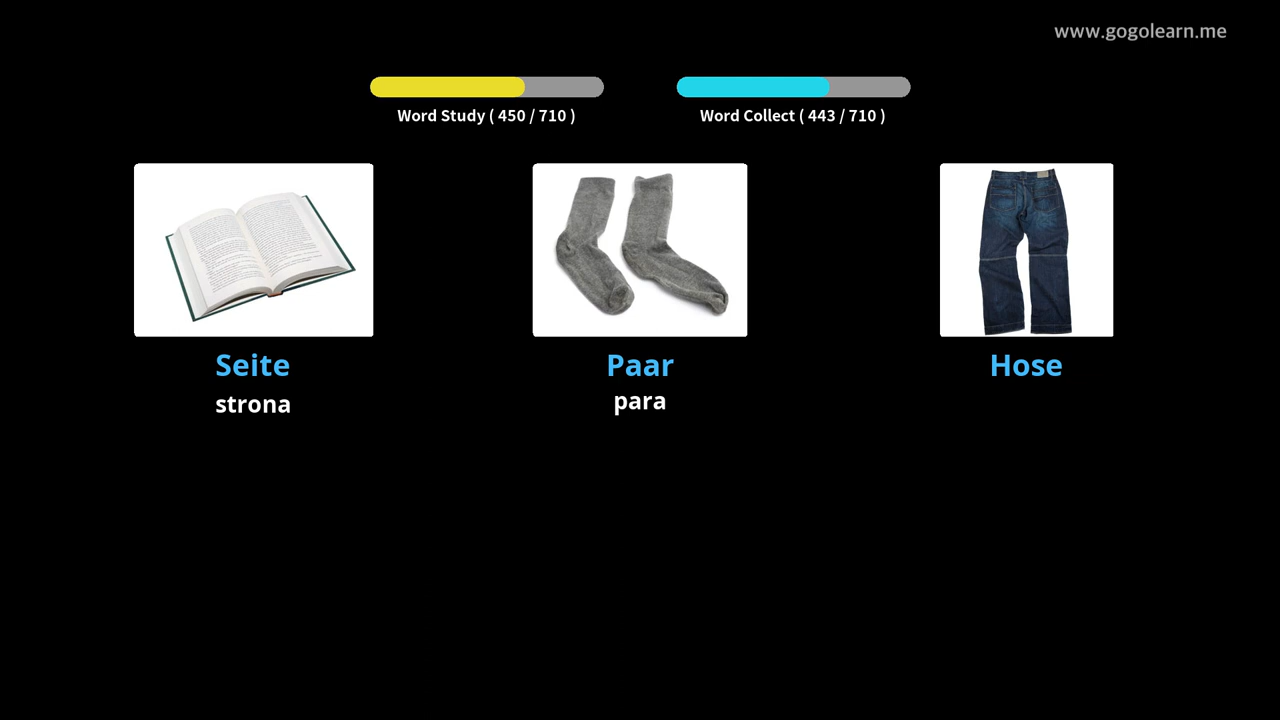 www.gogolearn.me
Word Study ( 450 / 710 )
Word Collect ( 443 / 710 )
Seite
strona
Paar
para
Hose